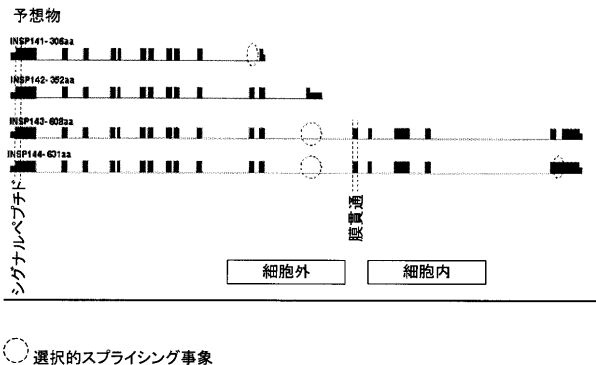 予想物
INSP141-306aa
INSP142-352aa
INSP143-608aa
INSP144-631aa
シグナルペプチド
膜貫通
細胞外
細胞内
選択的スプライシング事象